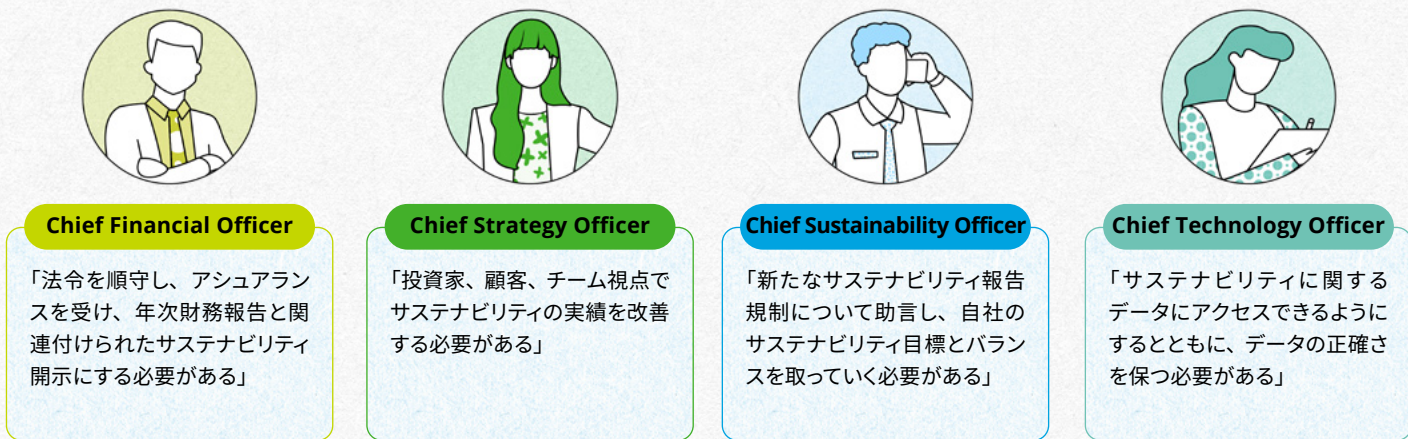 Chief Financial Officer
「法令を順守し、アシュアラン
スを受け、年次財務報告と関
連付けられたサステナビリティ
開示にする必要がある」
Chief Strategy Officer
「投資家、顧客、チーム視点で
サステナビリティの実績を改善
する必要がある」
Chief Sustainability Officer
「新たなサステナビリティ報告
規制について助言し、自社の
サステナビリティ目標とバラン
スを取っていく必要がある」
Chief Technology Officer
「サステナビリティに関する
データにアクセスできるように
するとともに、データの正確さ
を保つ必要がある」